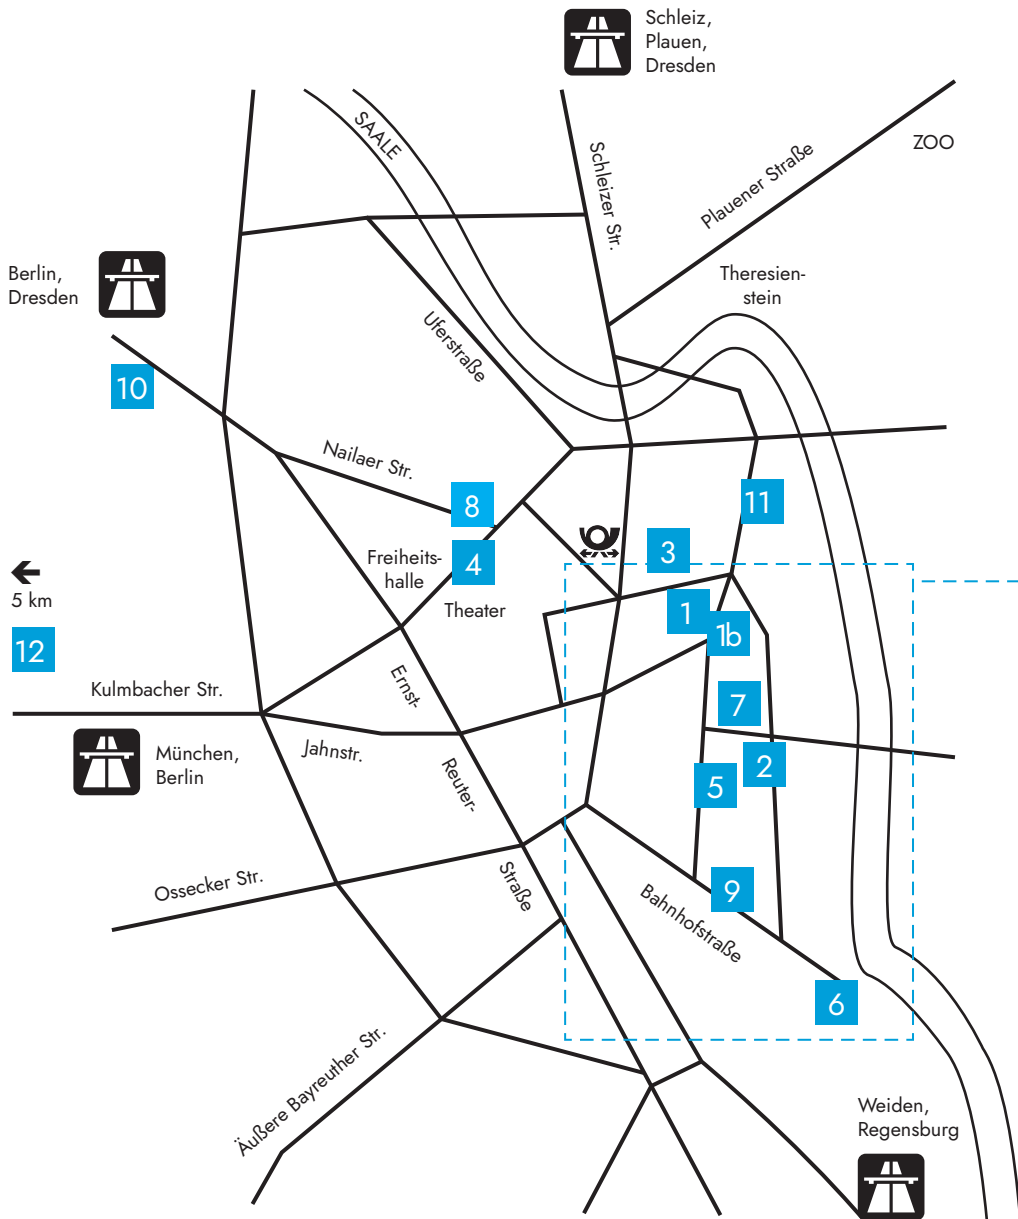 Schleiz,
Plauen,
Dresden
SAALE
ZOO
Schleizer Str.
Plauener Straße
Berlin,
Dresden
Theresien-
stein
Uferstraße
10
Nailaer Str.
8
11
3
Freiheits-
halle
4
5 km
Theater
1
1b
12
Kulmbacher Str.
Ernst-
7
München,
Berlin
Jahnstr.
Reuter-
2
5
Ossecker Str.
Straße
9
Bahnhofstraße
6
Äußere Bayreuther Str.
Weiden,
Regensburg